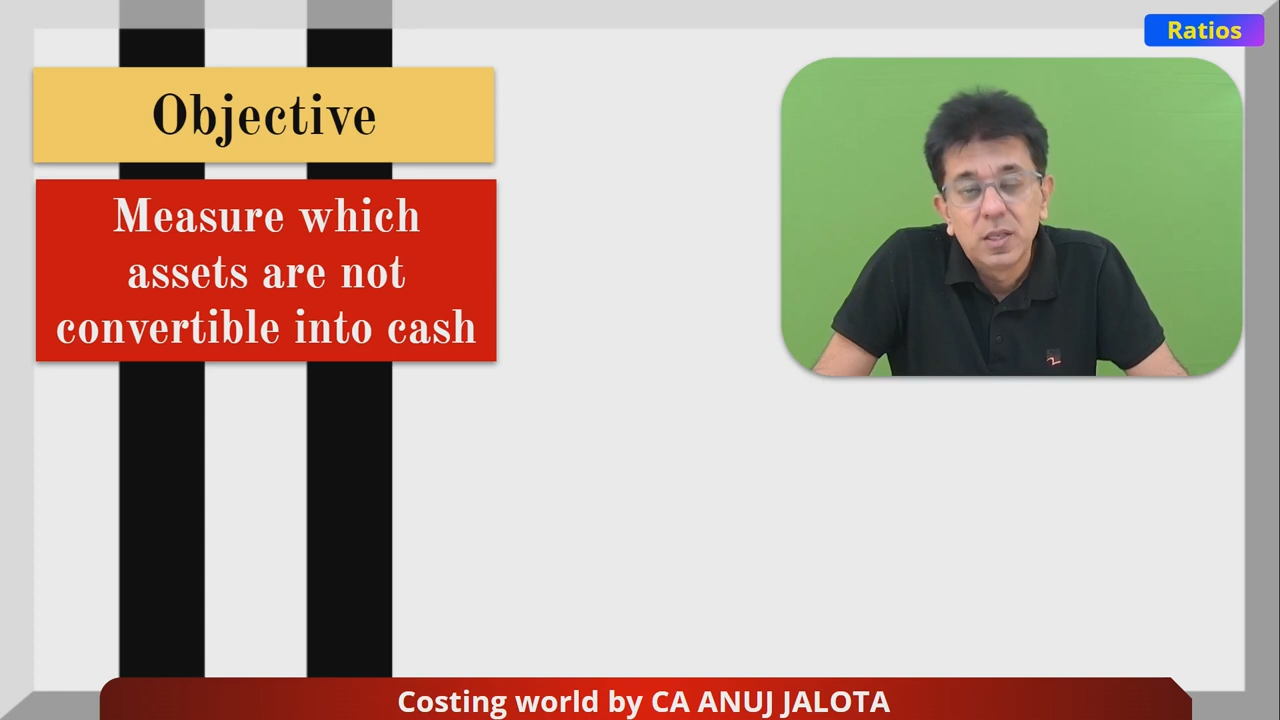 Ratios
Objective
Measure which
assets are not
convertible into cash
Costing world by CA ANUJ JALOTA